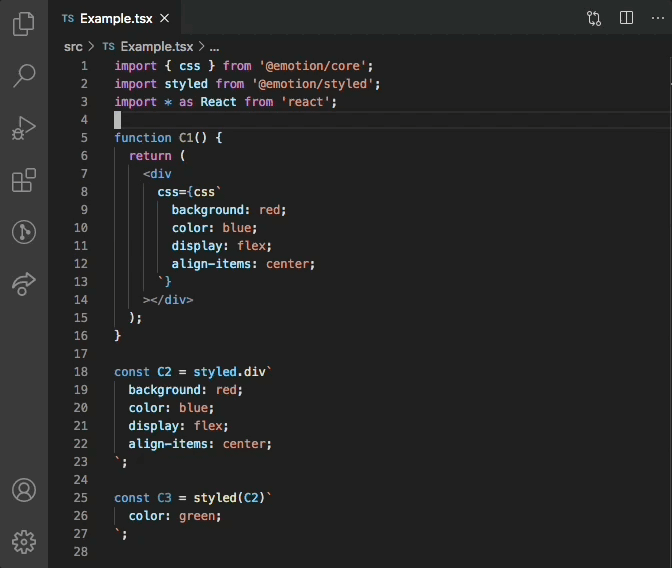 TS Example.tsx ×
src > TS Example.tsx > ...
1 import { css } from '@emotion/core';
2 import styled from '@emotion/styled';
3 import * as React from 'react';
4
5 function C1() {
6   return (
7     <div
8       css={css`
9         background: red;
10         color: blue;
11         display: flex;
12         align-items: center;
13       `}
14     ></div>
15   );
16 }
17
18 const C2 = styled.div`
19   background: red;
20   color: blue;
21   display: flex;
22   align-items: center;
23 `;
24
25 const C3 = styled(C2)`
26   color: green;
27 `;
28